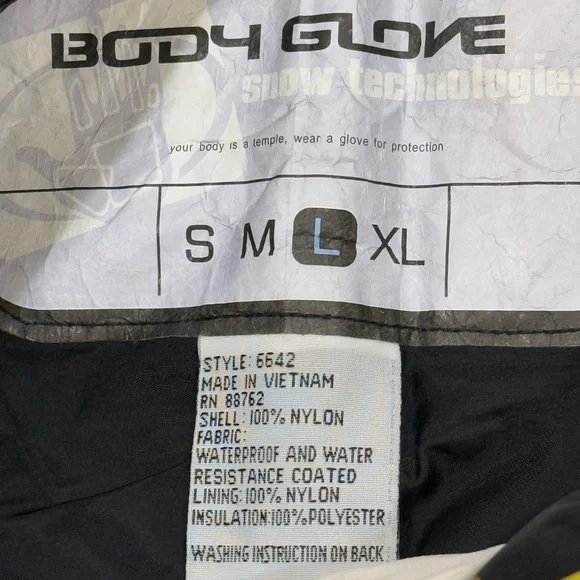 BODY GLOVE
snow technologies
your body is a temple, wear a glove for protection
S M L XL
STYLE: 6642
MADE IN VIETNAM
RN 88762
SHELL: 100% NYLON
FABRIC:
WATERPROOF AND WATER
RESISTANCE COATED
LINING: 100% NYLON
INSULATION: 100% POLYESTER
WASHING INSTRUCTION ON BACK